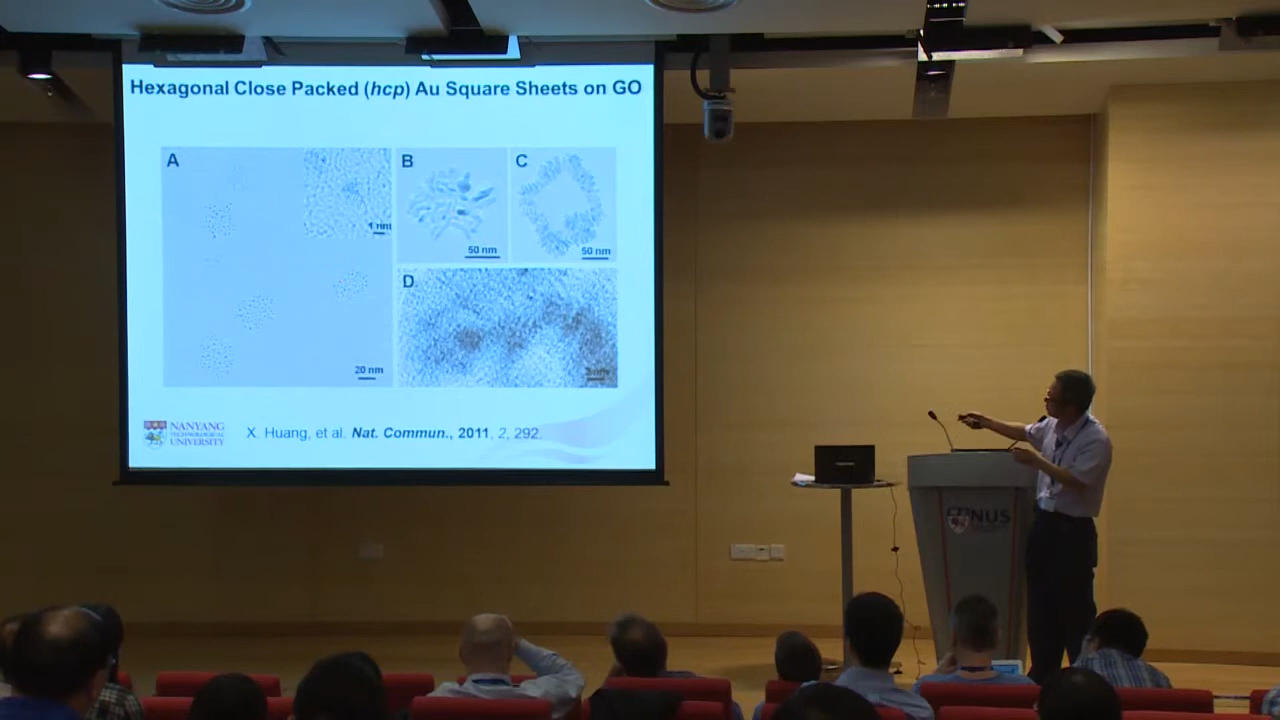 Hexagonal Close Packed (hcp) Au Square Sheets on GO
A
1 nm
B
50 nm
C
50 nm
D
20 nm
NANYANG
TECHNOLOGICAL
UNIVERSITY
X. Huang, et al. Nat. Commun., 2011, 2, 292.
NUS